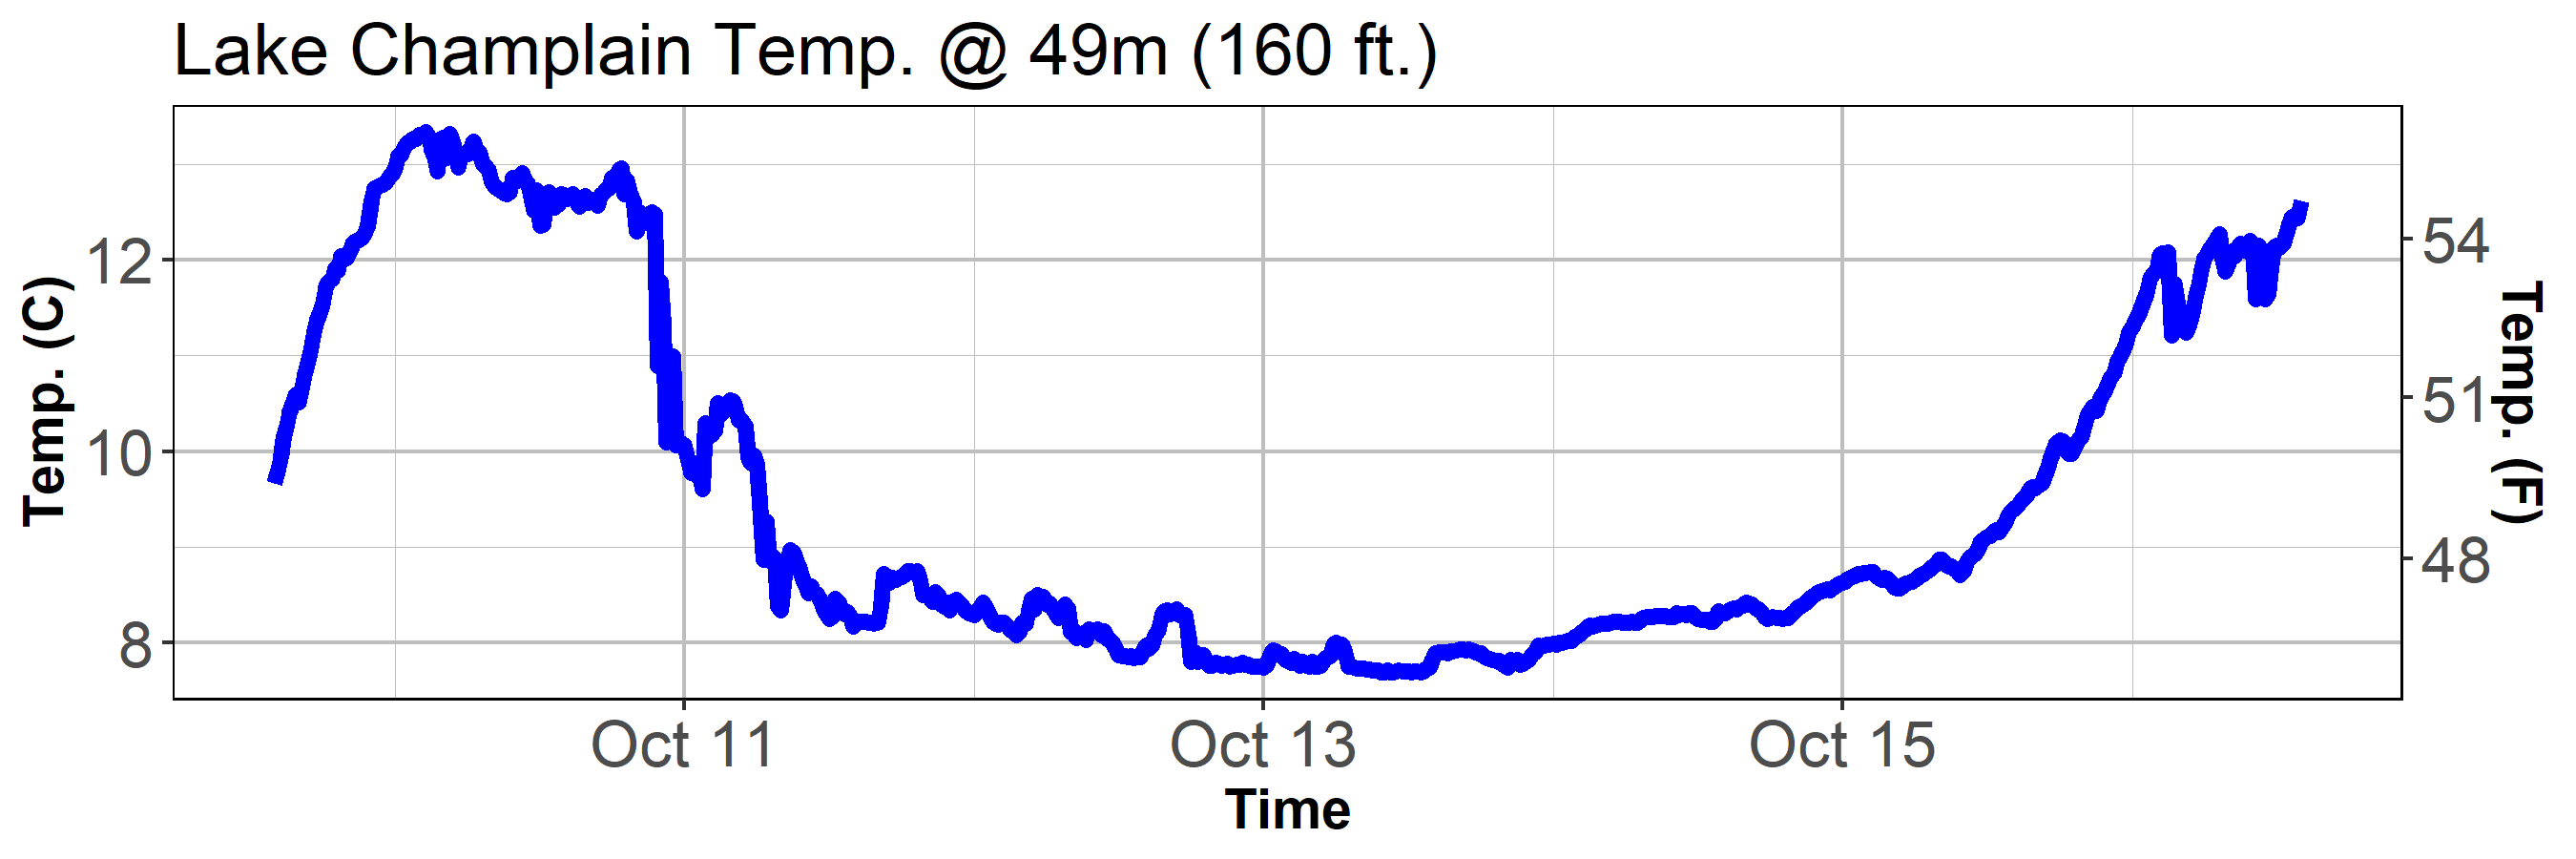 Lake Champlain Temp. @ 49m (160 ft.)
Temp. (C)
12
10
8
54
51
48
Temp. (F)
Oct 11
Oct 13
Oct 15
Time